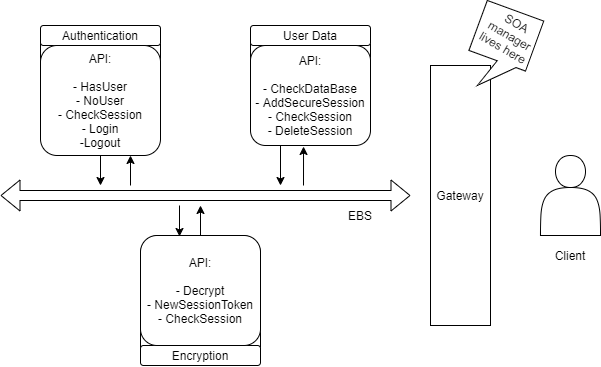 Authentication
API:
- HasUser
- NoUser
- CheckSession
- Login
-Logout
User Data
API:
- CheckDataBase
- AddSecureSession
- CheckSession
- DeleteSession
SOA
manager
lives here
EBS
Gateway
Client
API:
- Decrypt
- NewSessionToken
- CheckSession
Encryption